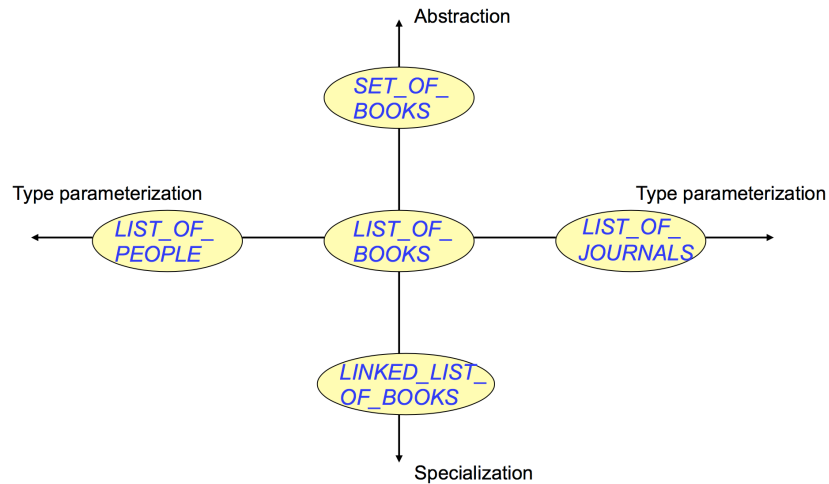 Abstraction
SET_OF_
BOOKS
Type parameterization
Type parameterization
LIST_OF_
PEOPLE
LIST_OF_
BOOKS
LIST_OF_
JOURNALS
LINKED_LIST_
OF_BOOKS
Specialization